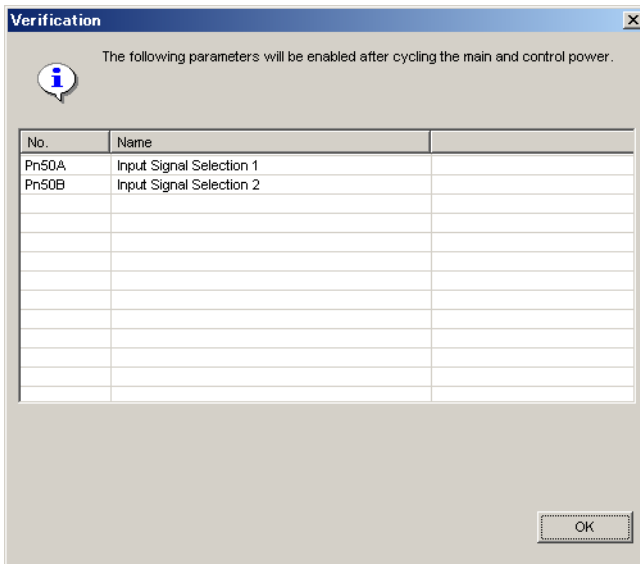 Verification
The following parameters will be enabled after cycling the main and control power.
No. Name
Pn50A Input Signal Selection 1
Pn50B Input Signal Selection 2
OK